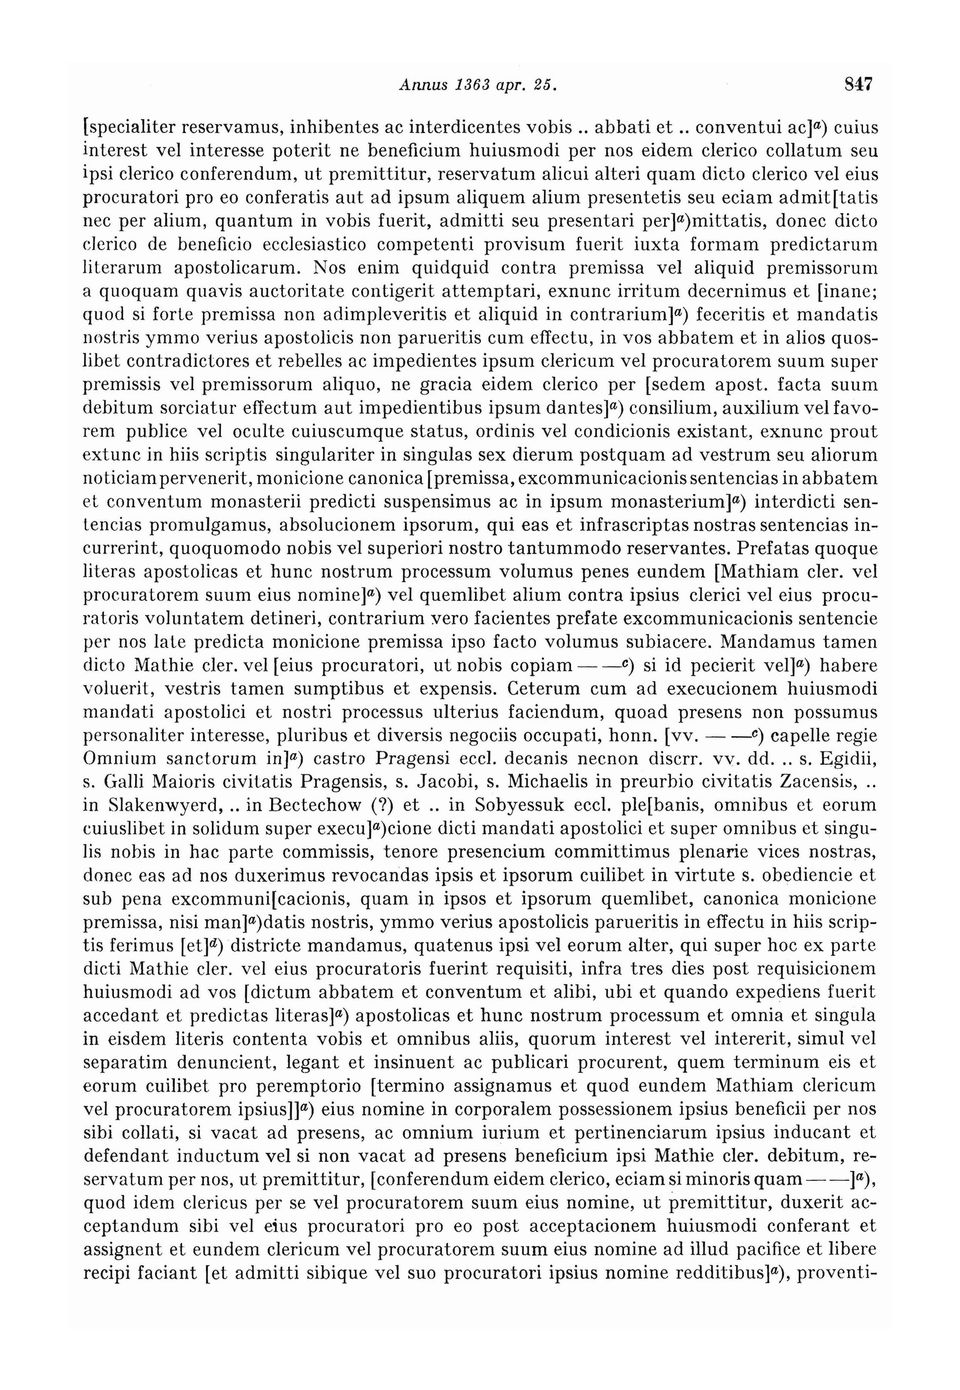 Annus 1363 apr. 25. 847
[specialiter reservamus, inhibentes ac interdicentes vobis .. abbati et .. conventui ac]a) cuius
interest vel interesse poterit ne beneficium huiusmodi per nos eidem clerico collatum seu
ipsi clerico conferendum, ut premittitur, reservatum alicui alteri quam dicto clerico vel eius
procuratori pro eo conferatis aut ad ipsum aliquem alium presentetis seu eciam admit[tatis
nec per alium, quantum in vobis fuerit, admitti seu presentari per]a)mittatis, donec dicto
clerico de beneficio ecclesiastico competenti provisum fuerit iuxta formam predictarum
literarum apostolicarum. Nos enim quidquid contra premissa vel aliquid premissorum
a quoquam quavis auctoritate contigerit attemptari, exnunc irritum decernimus et [inane;
quod si forte premissa non adimpleveritis et aliquid in contrarium]a) feceritis et mandatis
nostris ymmo verius apostolicis non parueritis cum effectu, in vos abbatem et in alios quos-
libet contradictores et rebelles ac impedientes ipsum clericum vel procuratorem suum super
premissis vel premissorum aliquo, ne gracia eidem clerico per [sedem apost. facta suum
debitum sorciatur effectum aut impedientibus ipsum dantes]a) consilium, auxilium vel favo-
rem publice vel oculte cuiuscumque status, ordinis vel condicionis existant, exnunc prout
extunc in hiis scriptis singulariter in singulas sex dierum postquam ad vestrum seu aliorum
noticiam pervenerit, monicione canonica [premissa, excommunicacionis sentencias in abbatem
et conventum monasterii predicti suspensimus ac in ipsum monasterium]a) interdicti sen-
tencias promulgamus, absolucionem ipsorum, qui eas et infrascriptas nostras sentencias in-
currerint, quoquomodo nobis vel superiori nostro tantummodo reservantes. Prefatas quoque
literas apostolicas et hunc nostrum processum volumus penes eundem [Mathiam cler. vel
procuratorem suum eius nomine]a) vel quemlibet alium contra ipsius clerici vel eius procu-
ratoris voluntatem detineri, contrarium vero facientes prefate excommunicacionis sentencie
per nos late predicta monicione premissa ipso facto volumus subiacere. Mandamus tamen
dicto Mathie cler. vel [eius procuratori, ut nobis copiam — —c) si id pecierit vel]a) habere
voluerit, vestris tamen sumptibus et expensis. Ceterum cum ad execucionem huiusmodi
mandati apostolici et nostri processus ulterius faciendum, quoad presens non possumus
personaliter interesse, pluribus et diversis negociis occupati, honn. [vv. — —c) capelle regie
Omnium sanctorum in]a) castro Pragensi eccl. decanis necnon discrr. vv. dd. .. s. Egidii,
s. Galli Maioris civitatis Pragensis, s. Jacobi, s. Michaelis in preurbio civitatis Zacensis, ..
in Slakenwyerd, .. in Bectechow (?) et .. in Sobyessuk eccl. ple[banis, omnibus et eorum
cuiuslibet in solidum super execu]a)cione dicti mandati apostolici et super omnibus et singu-
lis nobis in hac parte commissis, tenore presencium committimus plenarie vices nostras,
donec eas ad nos duxerimus revocandas ipsis et ipsorum cuilibet in virtute s. obediencie et
sub pena excommuni[cacionis, quam in ipsos et ipsorum quemlibet, canonica monicione
premissa, nisi man]a)datis nostris, ymmo verius apostolicis parueritis in effectu in hiis scrip-
tis ferimus [et]d) districte mandamus, quatenus ipsi vel eorum alter, qui super hoc ex parte
dicti Mathie cler. vel eius procuratoris fuerint requisiti, infra tres dies post requisicionem
huiusmodi ad vos [dictum abbatem et conventum et alibi, ubi et quando expediens fuerit
accedant et predictas literas]a) apostolicas et hunc nostrum processum et omnia et singula
in eisdem literis contenta vobis et omnibus aliis, quorum interest vel intererit, simul vel
separatim denuncient, legant et insinuent ac publicari procurent, quem terminum eis et
eorum cuilibet pro peremptorio [termino assignamus et quod eundem Mathiam clericum
vel procuratorem ipsius]]a) eius nomine in corporalem possessionem ipsius beneficii per nos
sibi collati, si vacat ad presens, ac omnium iurium et pertinenciarum ipsius inducant et
defendant inductum vel si non vacat ad presens beneficium ipsi Mathie cler. debitum, re-
servatum per nos, ut premittitur, [conferendum eidem clerico, eciam si minoris quam — —]a),
quod idem clericus per se vel procuratorem suum eius nomine, ut premittitur, duxerit ac-
ceptandum sibi vel eius procuratori pro eo post acceptacionem huiusmodi conferant et
assignent et eundem clericum vel procuratorem suum eius nomine ad illud pacifice et libere
recipi faciant [et admitti sibique vel suo procuratori ipsius nomine redditibus]a), proventi-